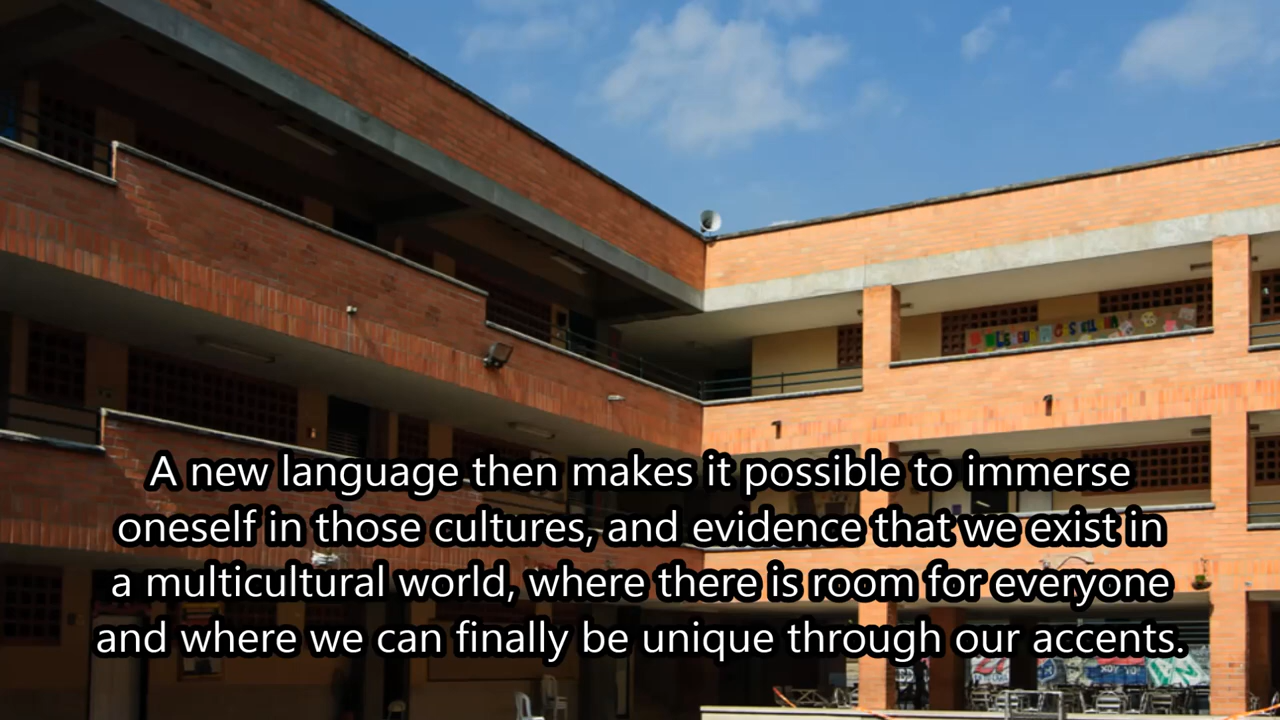 A new language then makes it possible to immerse
oneself in those cultures, and evidence that we exist in
a multicultural world, where there is room for everyone
and where we can finally be unique through our accents.